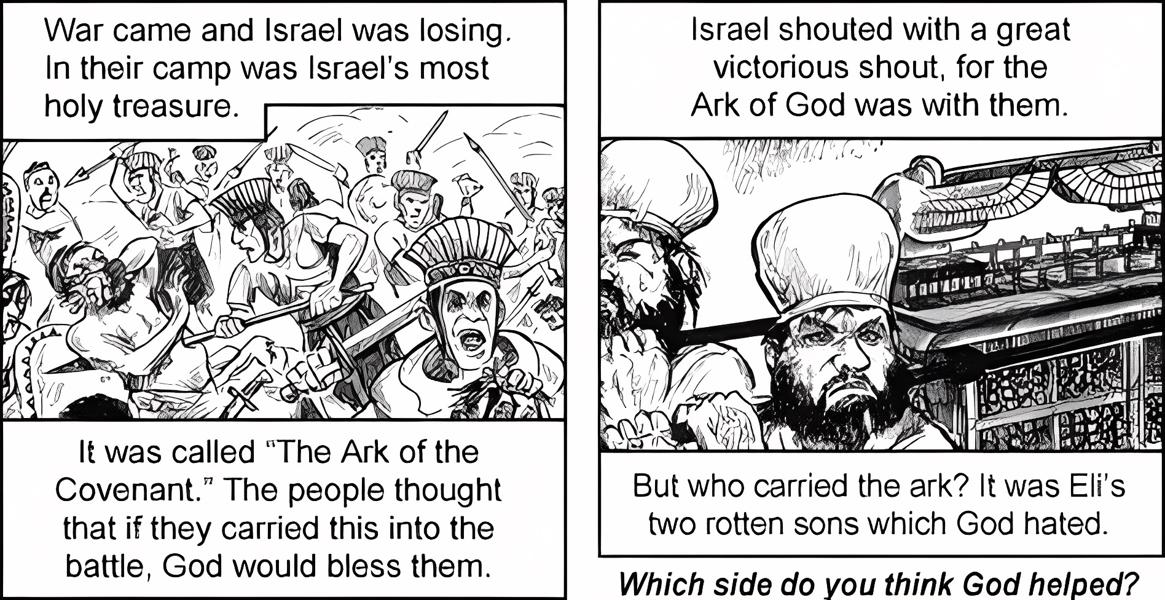 War came and Israel was losing.
In their camp was Israel's most
holy treasure.
It was called "The Ark of the
Covenant." The people thought
that if they carried this into the
battle, God would bless them.
Israel shouted with a great
victorious shout, for the
Ark of God was with them.
But who carried the ark? It was Eli's
two rotten sons which God hated.
Which side do you think God helped?